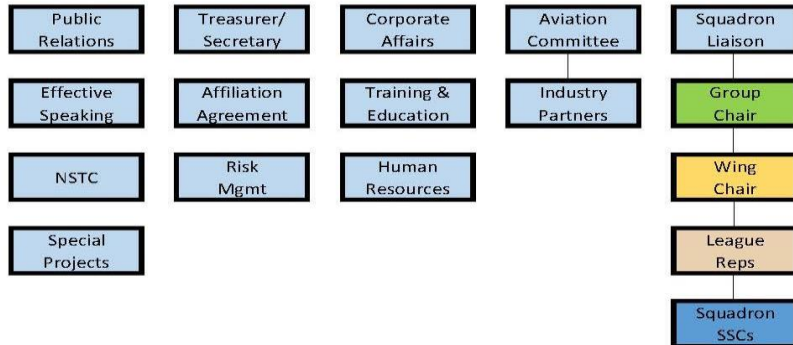 Public
Relations
Treasurer/
Secretary
Corporate
Affairs
Aviation
Committee
Squadron
Liaison
Effective
Speaking
Affiliation
Agreement
Training &
Education
Industry
Partners
Group
Chair
NSTC
Risk
Mgmt
Human
Resources
Wing
Chair
Special
Projects
League
Reps
Squadron
SSCs